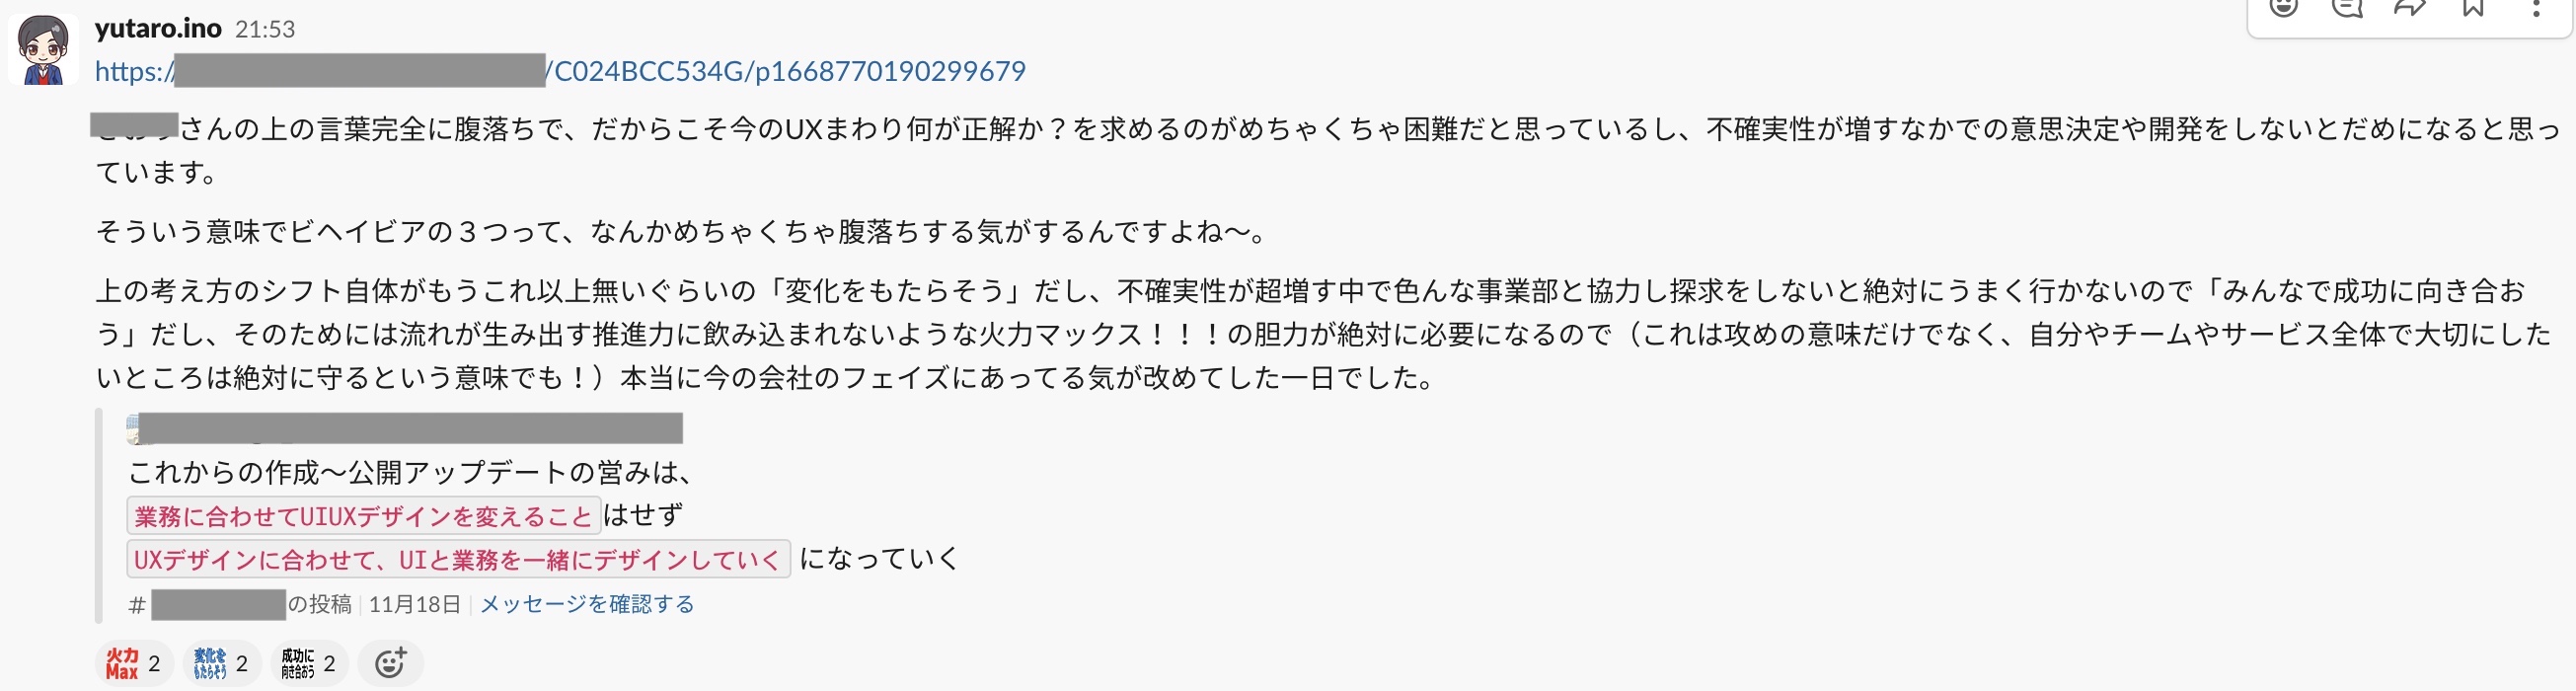 yutaro.ino 21:53
https:/ /C024BCC534G/p1668770190299679
さんの上の言葉完全に腹落ちで、だからこそ今のUXまわり何が正解か？を求めるのがめちゃくちゃ困難だと思っているし、不確実性が増すなかでの意思決定や開発をしないとだめになると思っ
ています。
そういう意味でビヘイビアの３つって、なんかめちゃくちゃ腹落ちする気がするんですよね〜。
上の考え方のシフト自体がもうこれ以上無いぐらいの「変化をもたらそう」だし、不確実性が超増す中で色んな事業部と協力し探求をしないと絶対にうまく行かないので「みんなで成功に向き合お
う」だし、そのためには流れが生み出す推進力に飲み込まれないような火力マックス！！！の胆力が絶対に必要になるので（これは攻めの意味だけでなく、自分やチームやサービス全体で大切にした
いところは絶対に守るという意味でも！）本当に今の会社のフェイズにあってる気が改めてした一日でした。
これからの作成〜公開アップデートの営みは、
業務に合わせてUIUXデザインを変えることはせず
UXデザインに合わせて、UIと業務を一緒にデザインしていく になっていく
# の投稿 | 11月18日 | メッセージを確認する
火力Max 2 変化をもたらそう 2 成功に向き合おう 2